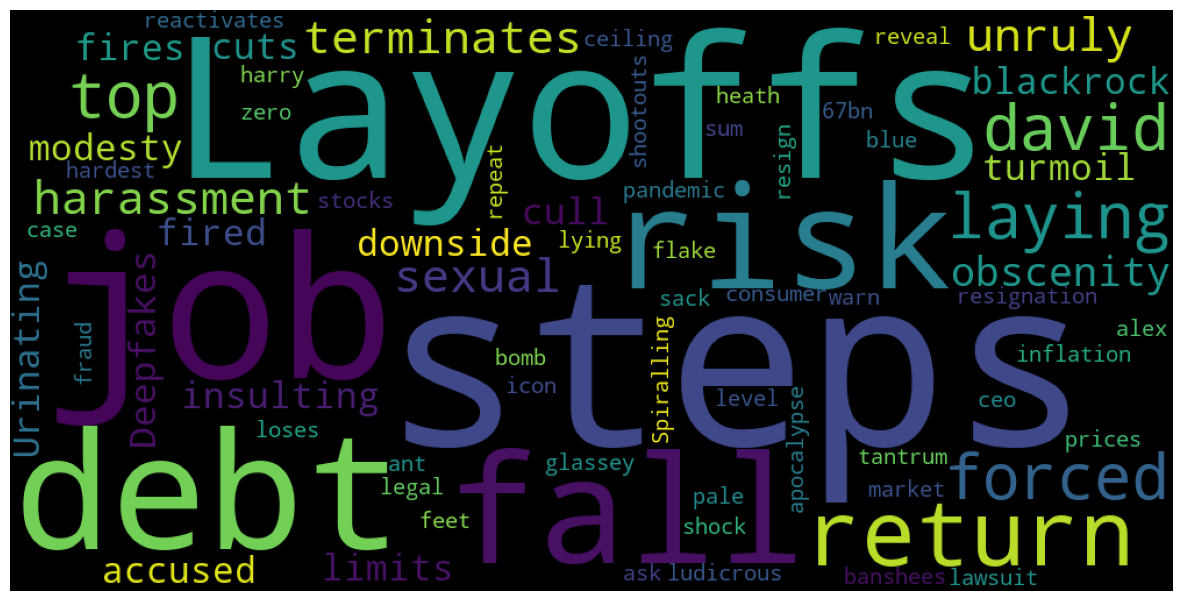 reactivates
Layoffs
terminates
ceiling
reveal
unruly
fires
cuts
harry
top
zero
shootouts
heath
67bn
blackrock
sum
blue
david
modesty
hardest
repeat
resign
turmoil
harassment
stocks
pandemic
risk
laying
case
fired
cull
downside
lying
flake
obscenity
sexual
sack
consumer
warn
resignation
Urinating
job
Deepfakes
steps
alex
fraud
bomb
Spiralling
inflation
insulting
icon
level
apocalypse
ceo
loses
prices
debt
ant
fall
glassey
tantrum
legal
pale
market
forced
feet
shock
return
accused
limits
ask
ludicrous
banshees
lawsuit